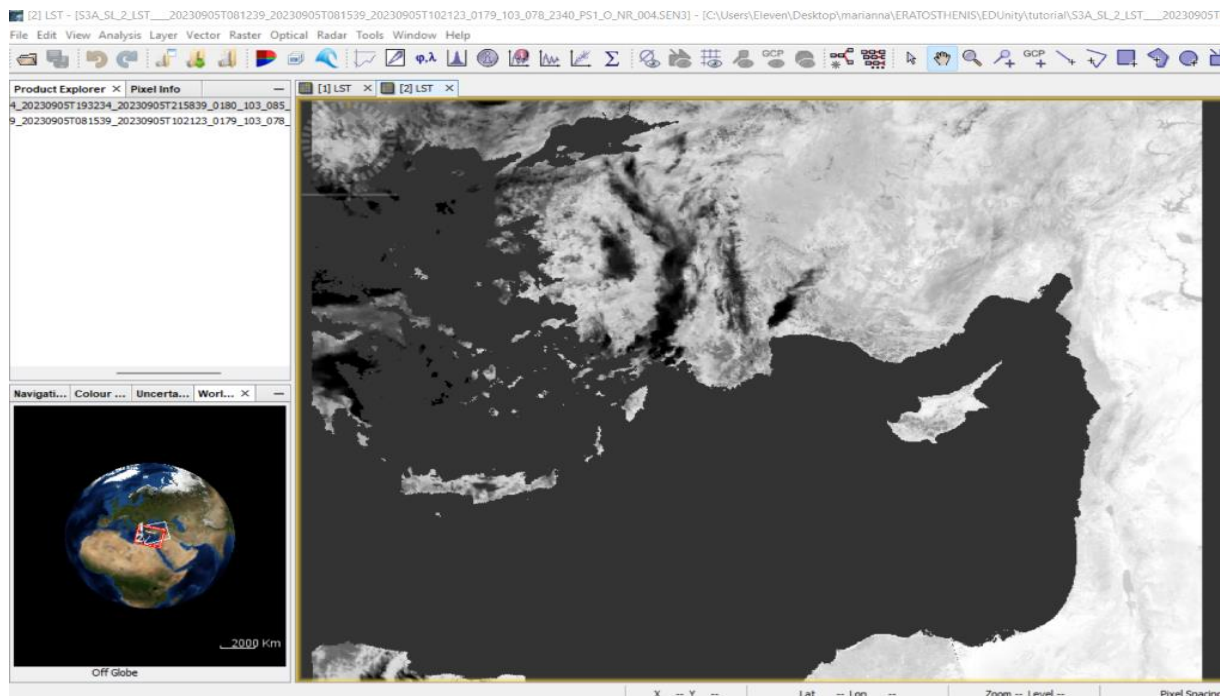 [2] LST - [S3A_SL_2_LST____20230905T081239_20230905T081539_20230905T102123_0179_103_078_2340_PS1_O_NR_004.SEN3] - [C:\Users\Eleven\Desktop\marianna\ERATOSTHENIS\EDUnity\tutorial\S3A_SL_2_LST____20230905T
File Edit View Analysis Layer Vector Raster Optical Radar Tools Window Help
φ,λ Σ GCP GCP
Product Explorer × Pixel Info — [1] LST × [2] LST ×
4_20230905T193234_20230905T215839_0180_103_085_
9_20230905T081539_20230905T102123_0179_103_078_
Navigati... Colour ... Uncerta... Worl... × —
2000 Km
Off Globe
X -- Y -- Lat -- Lon -- Zoom -- Level -- Pixel Spacing